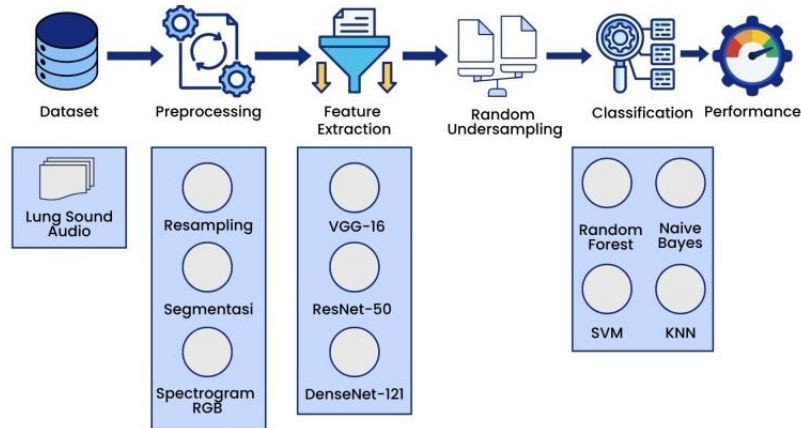 Dataset
Preprocessing
Feature
Extraction
Random
Undersampling
Classification
Performance
Lung Sound
Audio
Resampling
Segmentasi
Spectrogram
RGB
VGG-16
ResNet-50
DenseNet-121
Random
Forest
Naive
Bayes
SVM
KNN